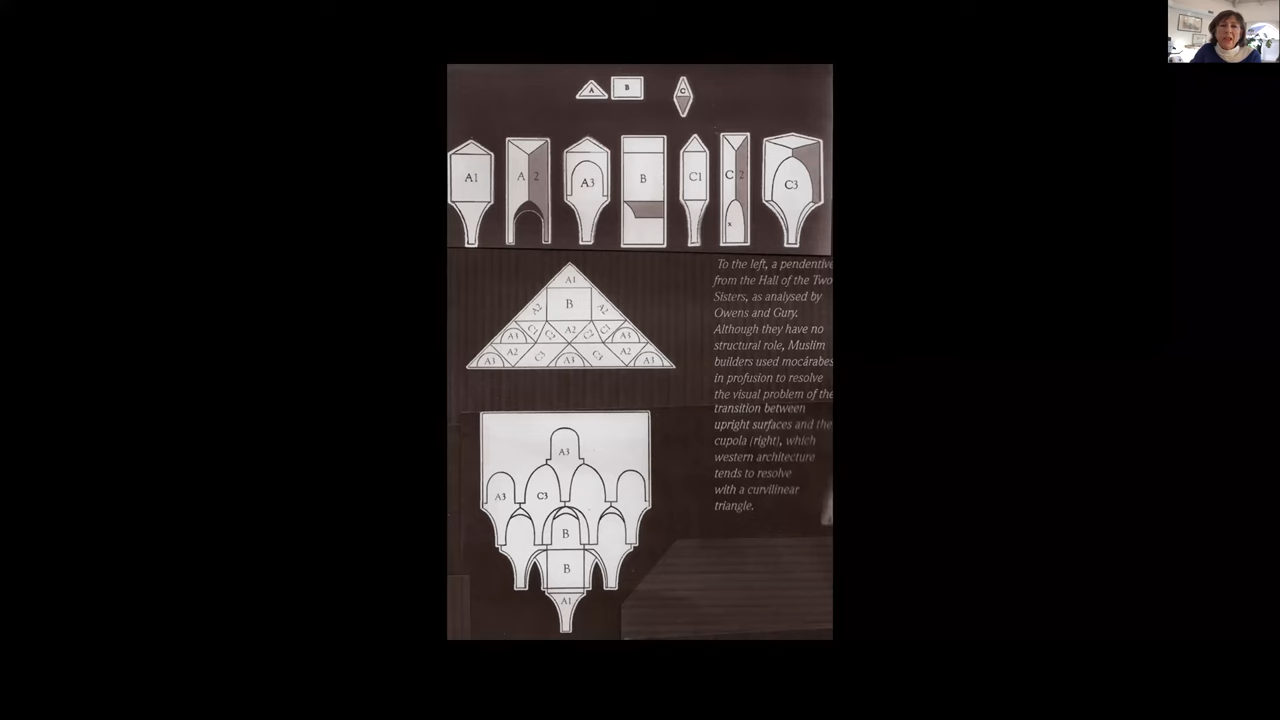 A B C
A1 A 2 A3 B C1 C 2 C3
To the left, a pendentive
from the Hall of the Two
Sisters, as analysed by
Owens and Gury.
Although they have no
structural role, Muslim
builders used mocárabes
in profusion to resolve
the visual problem of the
transition between
upright surfaces and the
cupola (right), which
western architecture
tends to resolve
with a curvilinear
triangle.
A1
A2 B A2
A3 C1 C2 A2 C2 C1 A3
A3 A2 C3 A3 C3 A2 A3
A3
A3 C3
B
B
A1